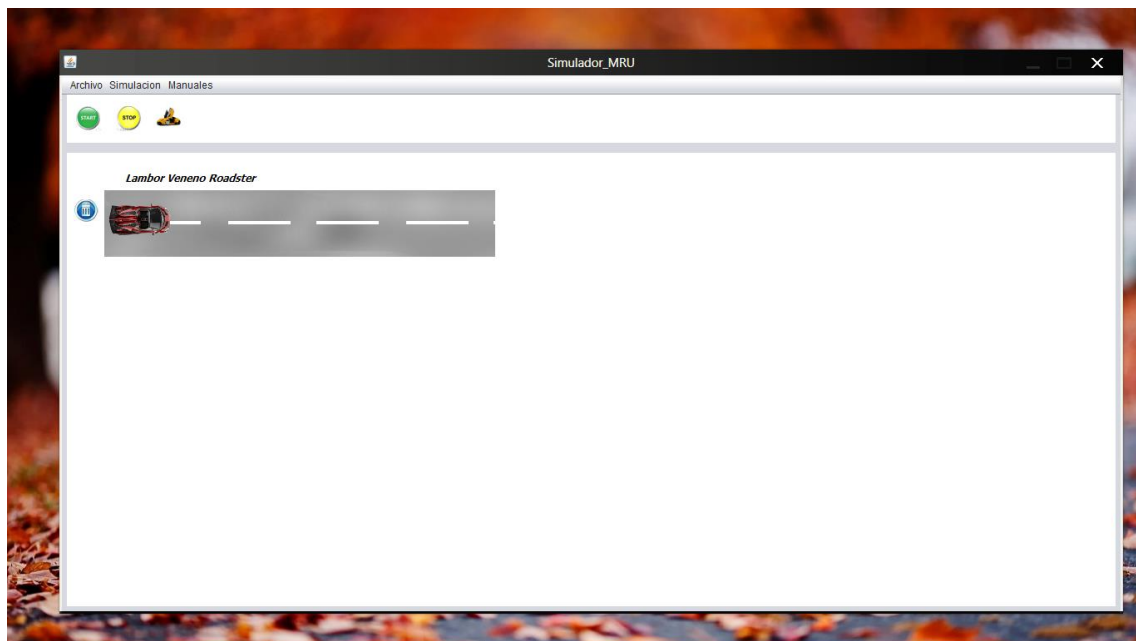 Simulador_MRU
Archivo Simulacion Manuales
START STOP
Lambor Veneno Roadster